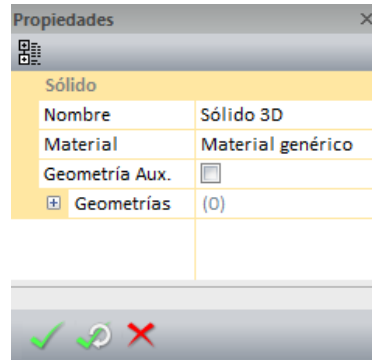 Propiedades
Sólido
Nombre Sólido 3D
Material Material genérico
Geometría Aux.
Geometrías (0)